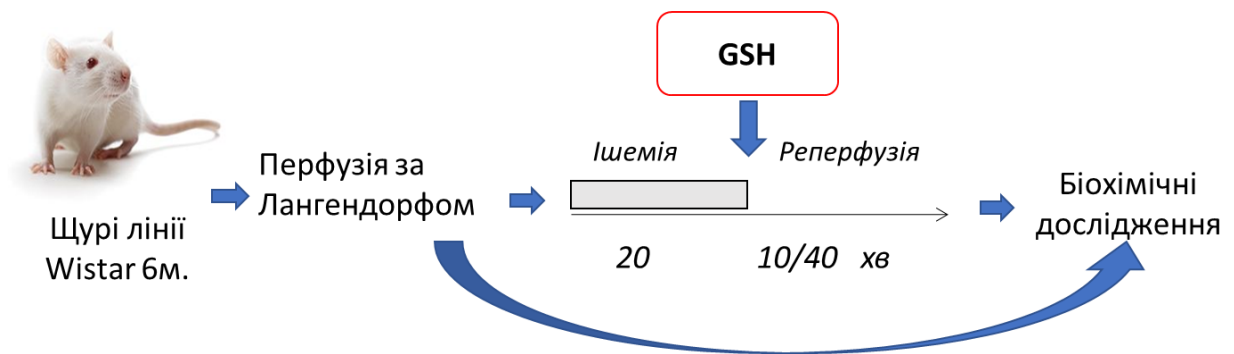 GSH
Ішемія
Реперфузія
Перфузія за
Лангендорфом
Біохімічні
дослідження
Щурі лінії
Wistar 6м.
20
10/40 хв